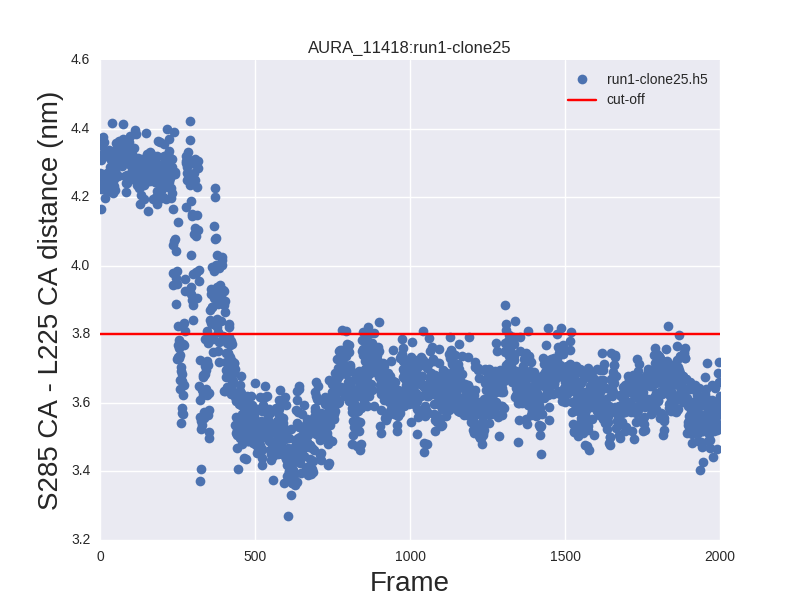 AURA_11418:run1-clone25
run1-clone25.h5
cut-off
S285 CA - L225 CA distance (nm)
4.6
4.4
4.2
4.0
3.8
3.6
3.4
3.2
0
500
1000
1500
2000
Frame